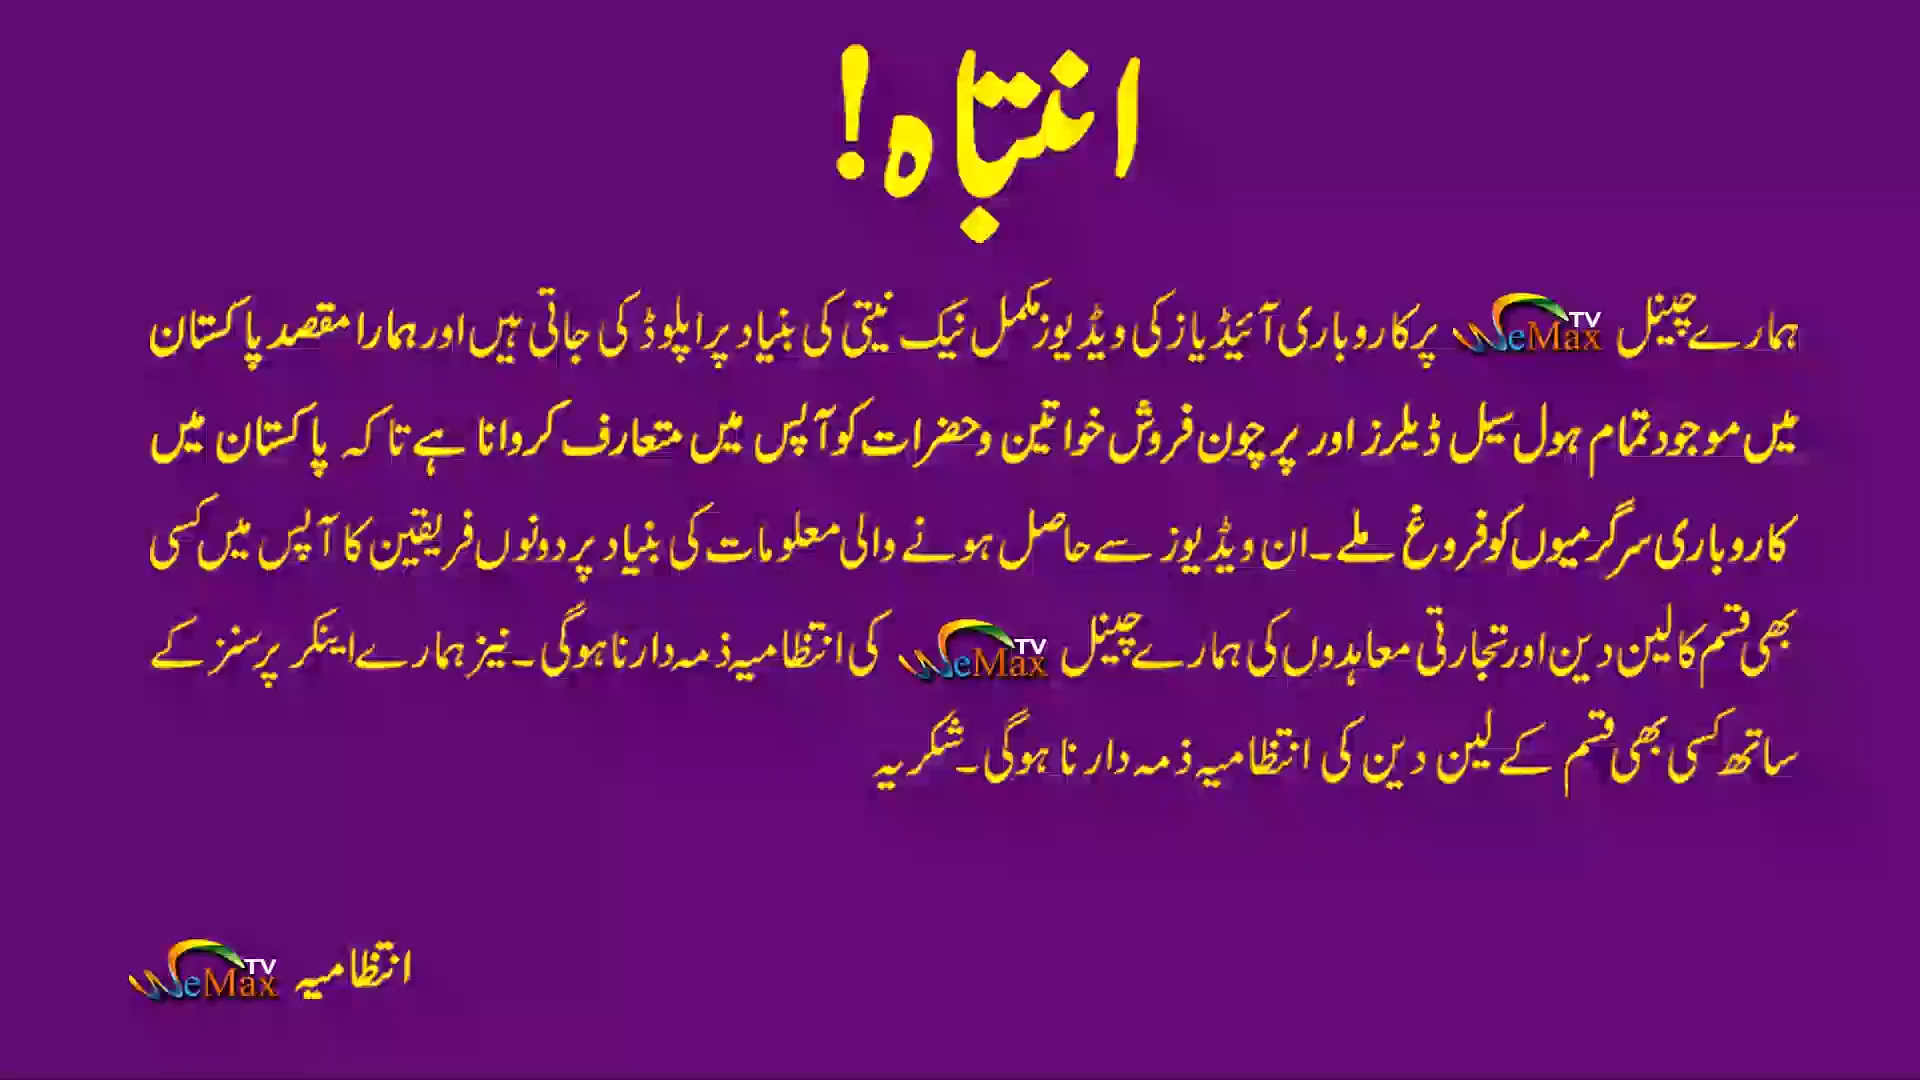 انتباہ!
ہمارے چینل WeMax TV پر کاروباری آئیڈیاز کی ویڈیوز مکمل نیک نیتی کی بنیاد پر اپلوڈ کی جاتی ہیں اور ہمارا مقصد پاکستان
میں موجود تمام ہول سیل ڈیلرز اور پرچون فروش خواتین و حضرات کو آپس میں متعارف کروانا ہے تاکہ پاکستان میں
کاروباری سرگرمیوں کو فروغ ملے۔ ان ویڈیوز سے حاصل ہونے والی معلومات کی بنیاد پر دونوں فریقین کا آپس میں کسی
بھی قسم کا لین دین اور تجارتی معاہدوں کی ہمارے چینل WeMax TV کی انتظامیہ ذمہ دار نا ہوگی۔ نیز ہمارے اینکر پرسنز کے
ساتھ کسی بھی قسم کے لین دین کی انتظامیہ ذمہ دار نا ہوگی۔ شکریہ
انتظامیہ WeMax TV